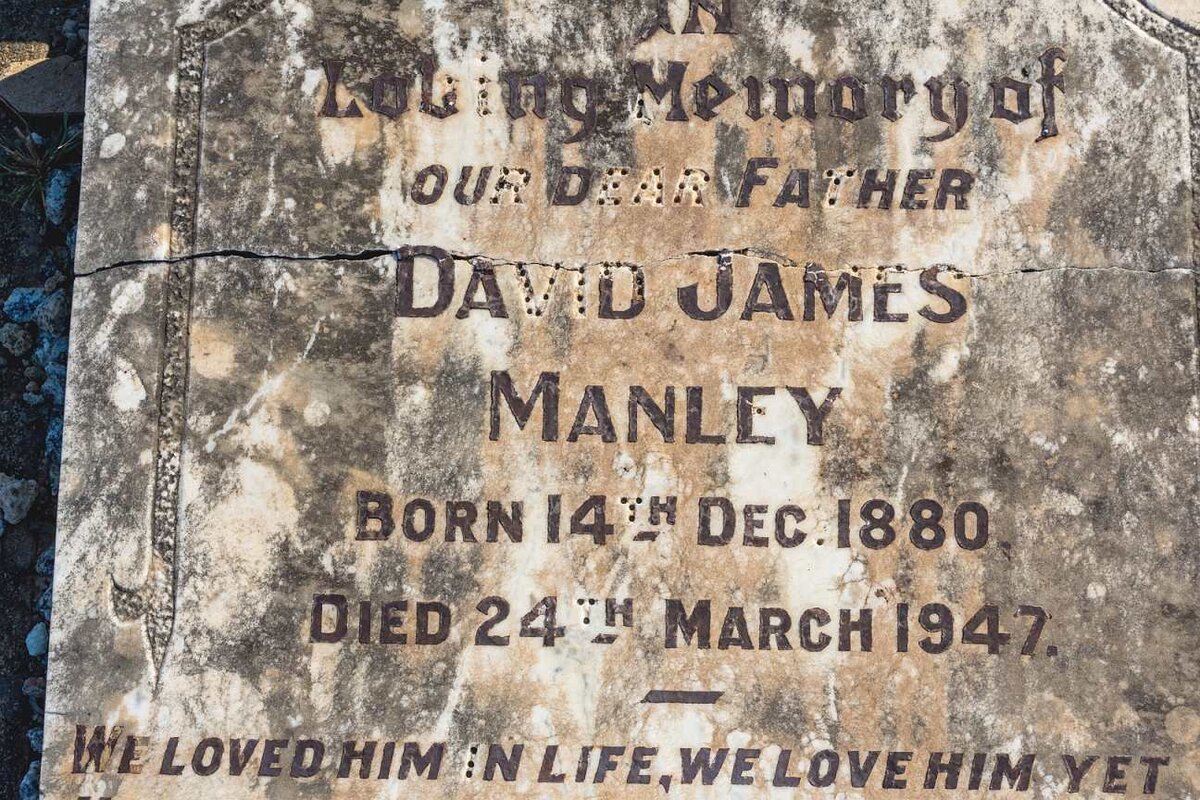 IN
Loving Memory of
OUR DEAR FATHER
DAVID JAMES
MANLEY
BORN 14TH DEC. 1880.
DIED 24TH MARCH 1947.
WE LOVED HIM IN LIFE, WE LOVE HIM YET